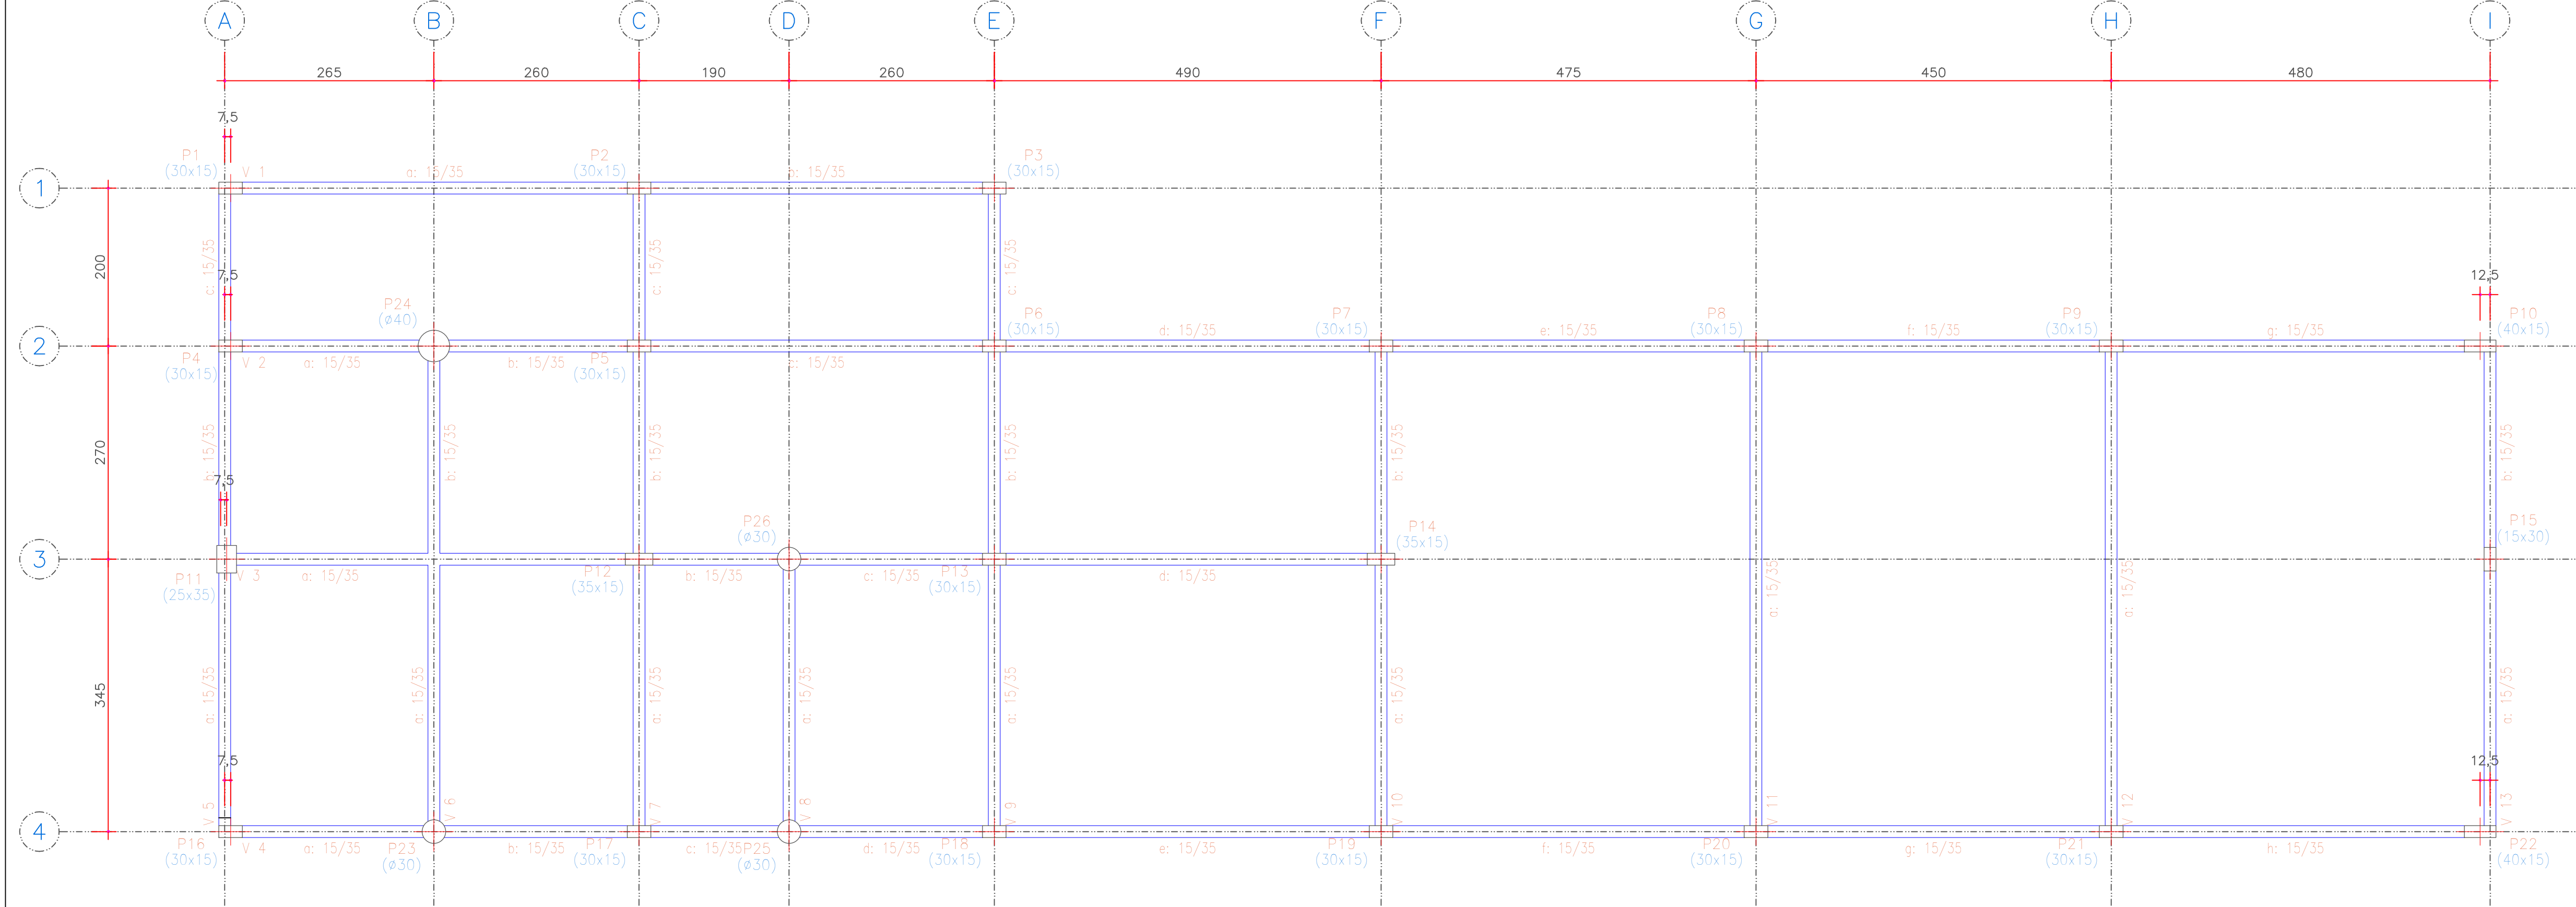 A B C D E F G H I
265 260 190 260 490 475 450 480
7,5
P1 P2 P3
(30x15) V 1 a: 15/35 (30x15) b: 15/35 (30x15)
1
200
c: 15/35 c: 15/35 c: 15/35
7,5 12,5
P24 P6 P7 P8 P9 P10
(ø40) (30x15) d: 15/35 (30x15) e: 15/35 (30x15) f: 15/35 (30x15) g: 15/35 (40x15)
2
P4 V 2 a: 15/35 b: 15/35 P5 c: 15/35
(30x15) (30x15)
270
b: 15/35 b: 15/35 b: 15/35 b: 15/35 b: 15/35 b: 15/35
7,5
P26 P14 P15
(ø30) (35x15) (15x30)
3
P11 V 3 a: 15/35 P12 b: 15/35 c: 15/35 P13 d: 15/35
(25x35) (35x15) (30x15)
a: 15/35 a: 15/35
345
a: 15/35 a: 15/35 a: 15/35 a: 15/35 a: 15/35 a: 15/35 a: 15/35
7,5 12,5
V 5 V 6 V 7 V 8 V 9 V 10 V 11 V 12 V 13
4
P16 V 4 a: 15/35 P23 b: 15/35 P17 c: 15/35 P25 d: 15/35 P18 e: 15/35 P19 f: 15/35 P20 g: 15/35 P21 h: 15/35 P22
(30x15) (ø30) (30x15) (ø30) (30x15) (30x15) (30x15) (30x15) (40x15)